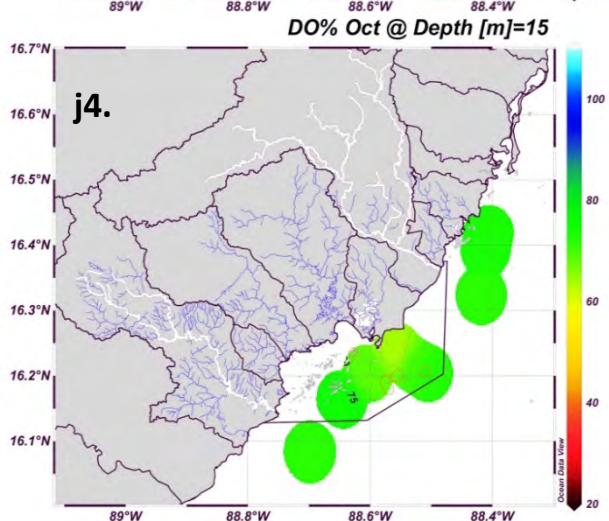 89°W 88.8°W 88.6°W 88.4°W
DO% Oct @ Depth [m]=15
16.7°N
j4.
16.6°N
16.5°N
16.4°N
16.3°N
16.2°N
16.1°N
75
100
80
60
40
20
Ocean Data View
89°W 88.8°W 88.6°W 88.4°W